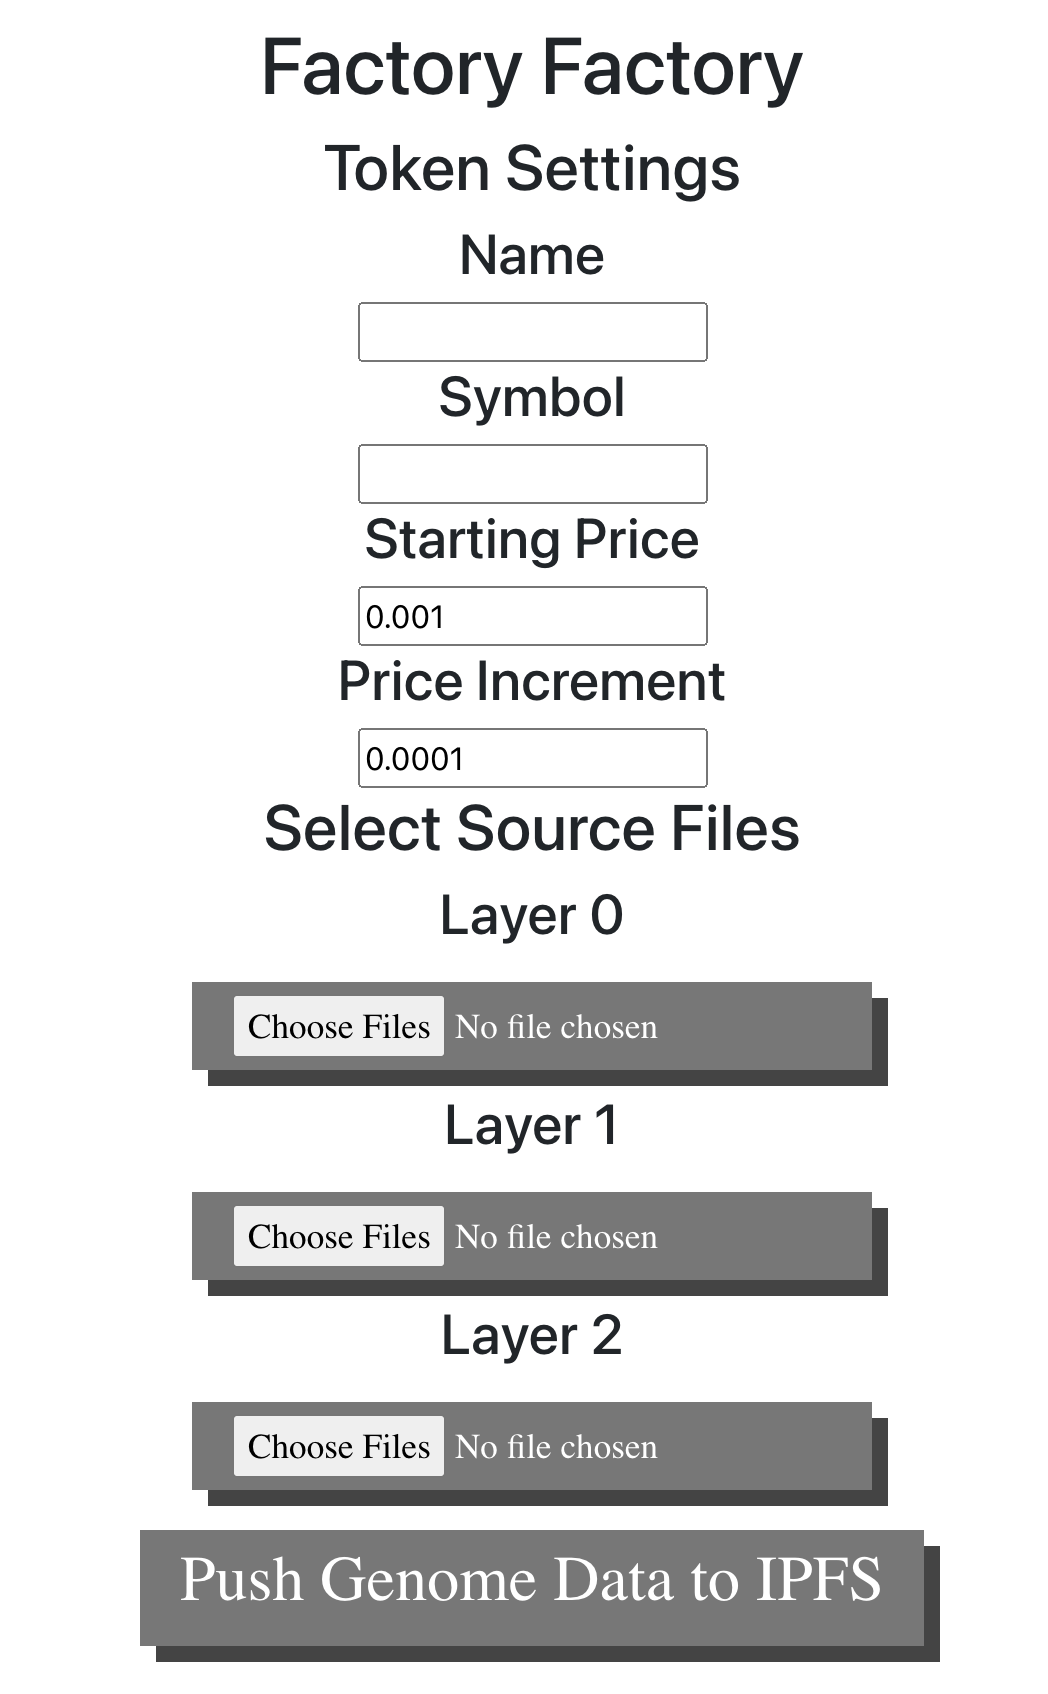 Factory Factory
Token Settings
Name
Symbol
Starting Price
0.001
Price Increment
0.0001
Select Source Files
Layer 0
Choose Files No file chosen
Layer 1
Choose Files No file chosen
Layer 2
Choose Files No file chosen
Push Genome Data to IPFS